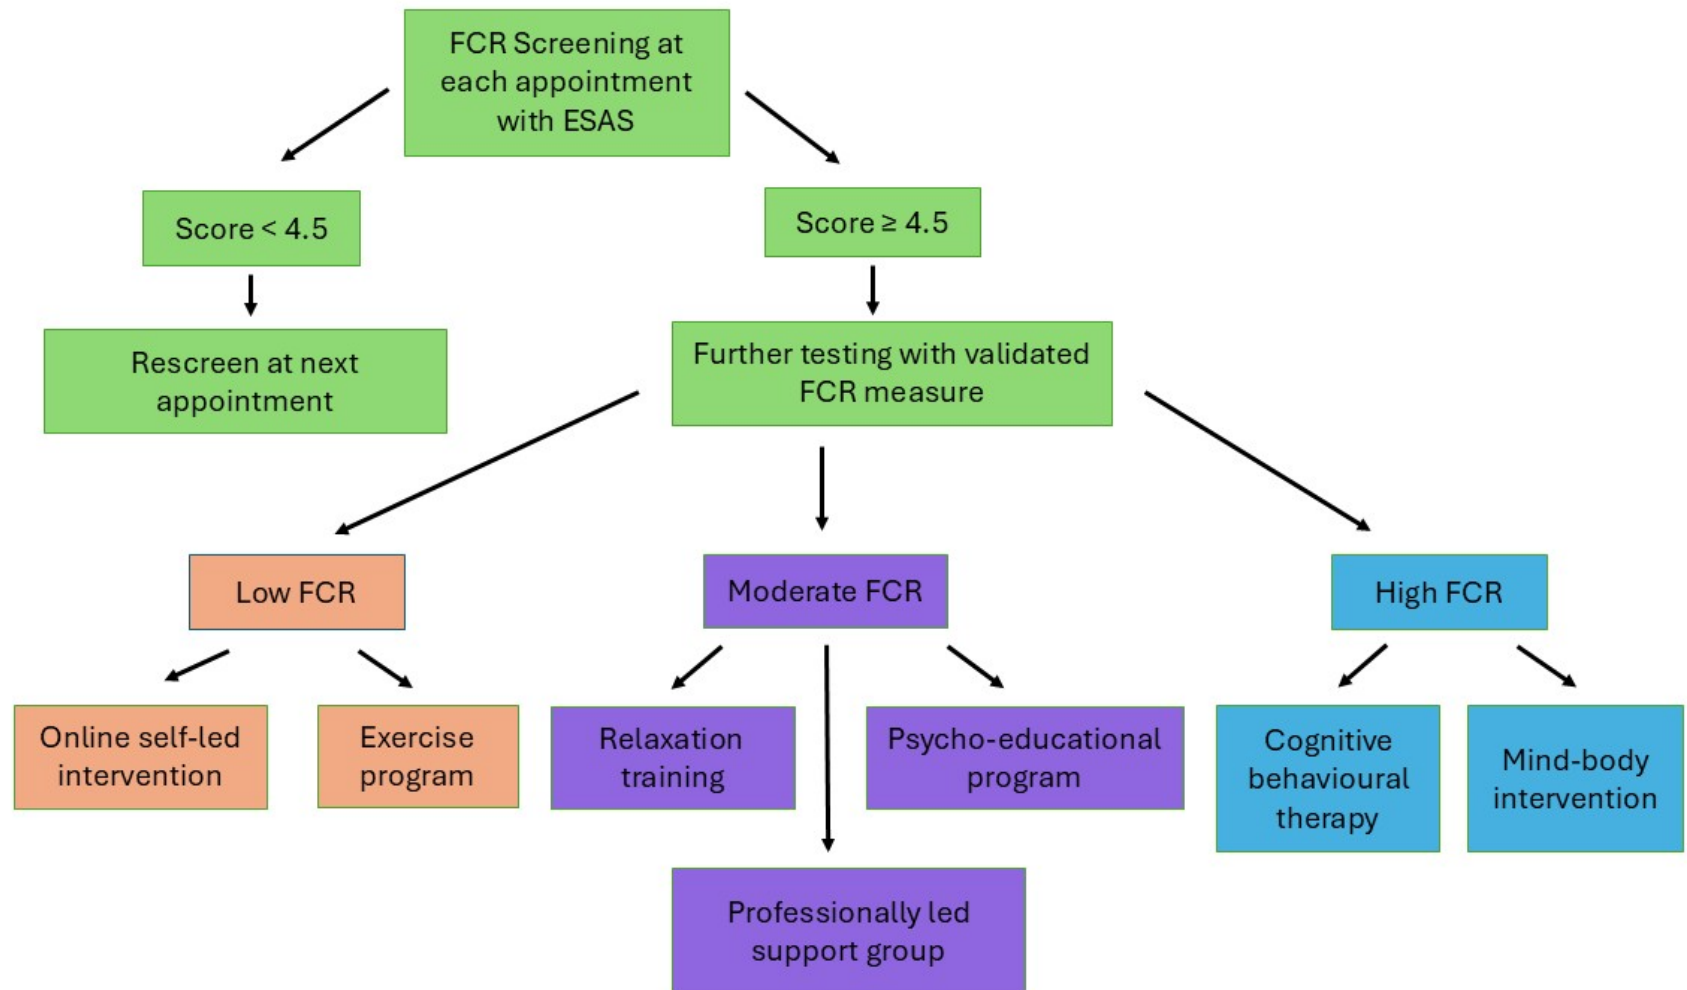 FCR Screening at
each appointment
with ESAS
Score < 4.5
Score ≥ 4.5
Rescreen at next
appointment
Further testing with validated
FCR measure
Low FCR
Moderate FCR
High FCR
Online self-led
intervention
Exercise
program
Relaxation
training
Psycho-educational
program
Cognitive
behavioural
therapy
Mind-body
intervention
Professionally led
support group